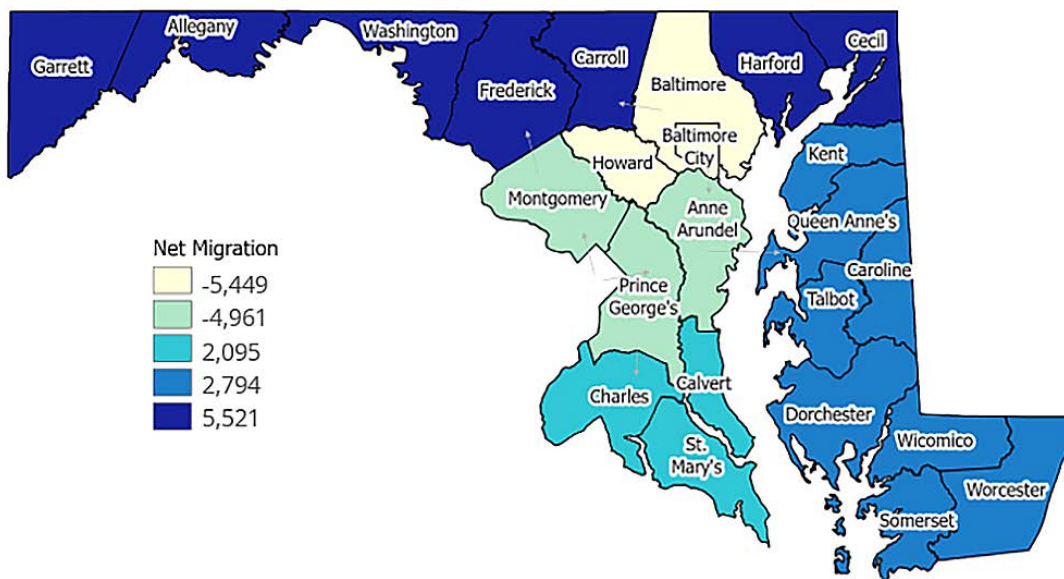 Garrett
Allegany
Washington
Frederick
Carroll
Baltimore
Harford
Cecil
Baltimore
City
Howard
Montgomery
Anne
Arundel
Kent
Queen Anne's
Caroline
Talbot
Prince
George's
Charles
Calvert
St.
Mary's
Dorchester
Wicomico
Worcester
Somerset
Net Migration
-5,449
-4,961
2,095
2,794
5,521